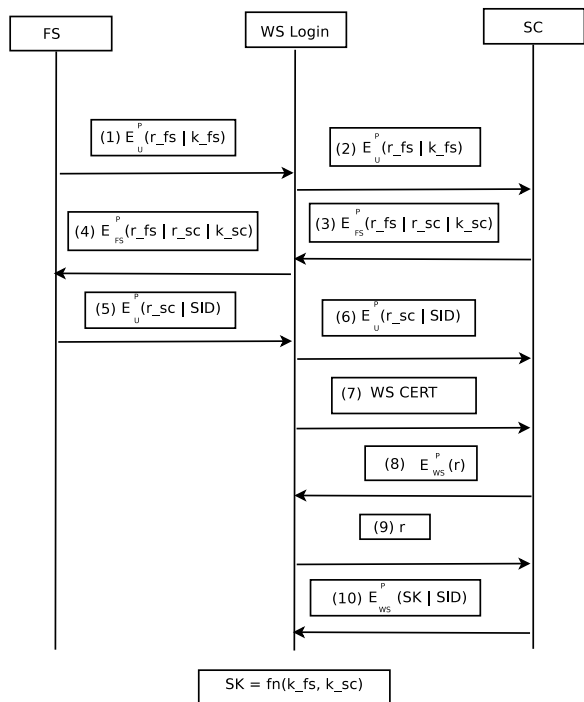 FS
WS Login
SC
(1) E_U^P(r_fs | k_fs)
(2) E_U^P(r_fs | k_fs)
(3) E_FS^P(r_fs | r_sc | k_sc)
(4) E_FS^P(r_fs | r_sc | k_sc)
(5) E_U^P(r_sc | SID)
(6) E_U^P(r_sc | SID)
(7) WS CERT
(8) E_WS^P(r)
(9) r
(10) E_WS^P (SK | SID)
SK = fn(k_fs, k_sc)